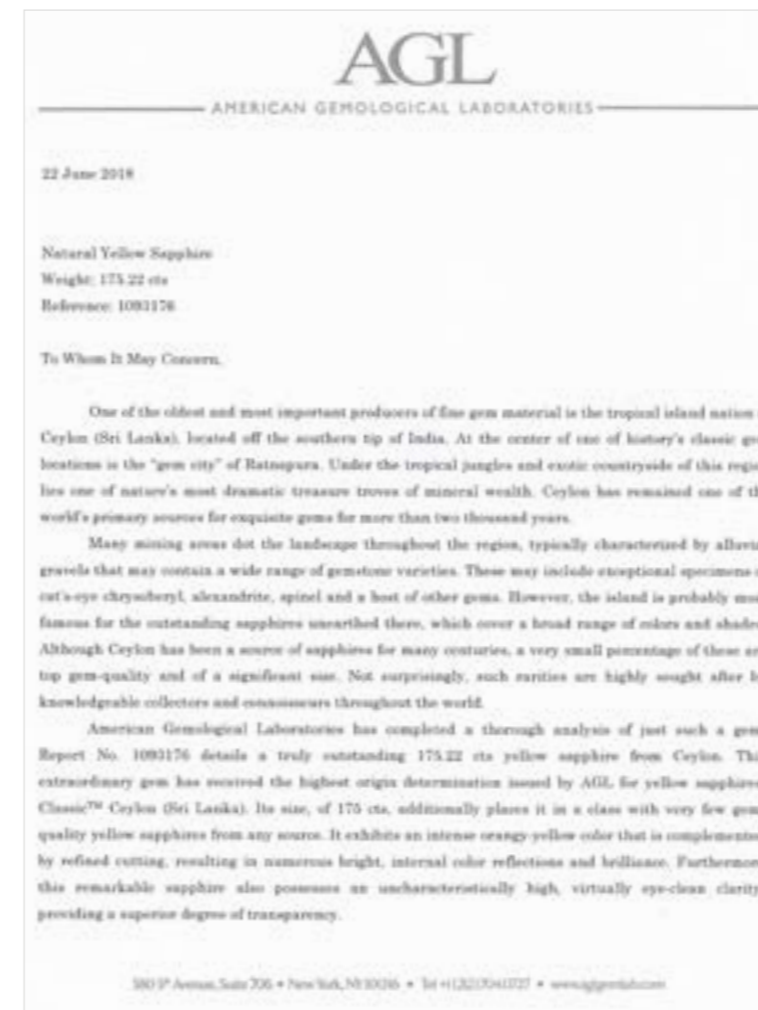 AGL
AMERICAN GEMOLOGICAL LABORATORIES
22 June 2018
Natural Yellow Sapphire
Weight: 175.22 cts
Reference: 1093176
To Whom It May Concern,
One of the oldest and most important producers of fine gem material is the tropical island nation
Ceylon (Sri Lanka), located off the southern tip of India. At the center of one of history's classic
locations is the "gem city" of Ratnapura. Under the tropical jungles and exotic countryside of this
lies one of nature's most dramatic treasure troves of mineral wealth. Ceylon has remained one of
world's primary sources for exquisite gems for more than two thousand years.
Many mining areas dot the landscape throughout the region, typically characterized by
gravels that may contain a wide range of gemstone varieties. These may include exceptional specimens
cat's-eye chrysoberyl, alexandrite, spinel and a host of other gems. However, the island is probably
famous for the outstanding sapphires unearthed there, which cover a broad range of colors and
Although Ceylon has been a source of sapphires for many centuries, a very small percentage of these
top gem-quality and of a significant size. Not surprisingly, such rarities are highly sought after
knowledgeable collectors and connoisseurs throughout the world.
American Gemological Laboratories has completed a thorough analysis of just such a
Report No. 1093176 details a truly outstanding 175.22 cts yellow sapphire from Ceylon.
extraordinary gem has received the highest origin determination issued by AGL for yellow
Classic™ Ceylon (Sri Lanka). Its size, of 175 cts, additionally places it in a class with very few
quality yellow sapphires from any source. It exhibits an intense orangy-yellow color that is
by refined cutting, resulting in numerous bright, internal color reflections and brilliance.
this remarkable sapphire also possesses an uncharacteristically high, virtually eye-clean
providing a superior degree of transparency.
580 5th Avenue, Suite 706 • New York, NY • Tel